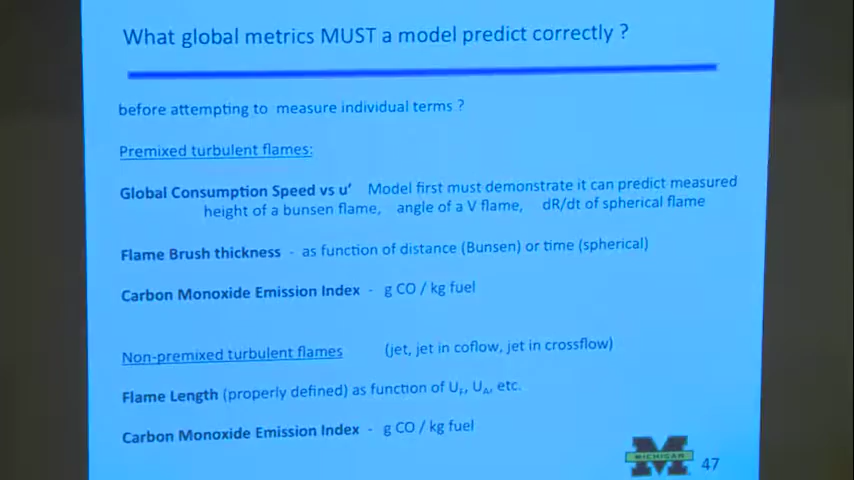 What global metrics MUST a model predict correctly ?
before attempting to measure individual terms ?
Premixed turbulent flames:
Global Consumption Speed vs u' Model first must demonstrate it can predict measured
height of a bunsen flame, angle of a V flame, dR/dt of spherical flame
Flame Brush thickness - as function of distance (Bunsen) or time (spherical)
Carbon Monoxide Emission Index - g CO / kg fuel
Non-premixed turbulent flames (jet, jet in coflow, jet in crossflow)
Flame Length (properly defined) as function of UF, UA, etc.
Carbon Monoxide Emission Index - g CO / kg fuel
MICHIGAN
47